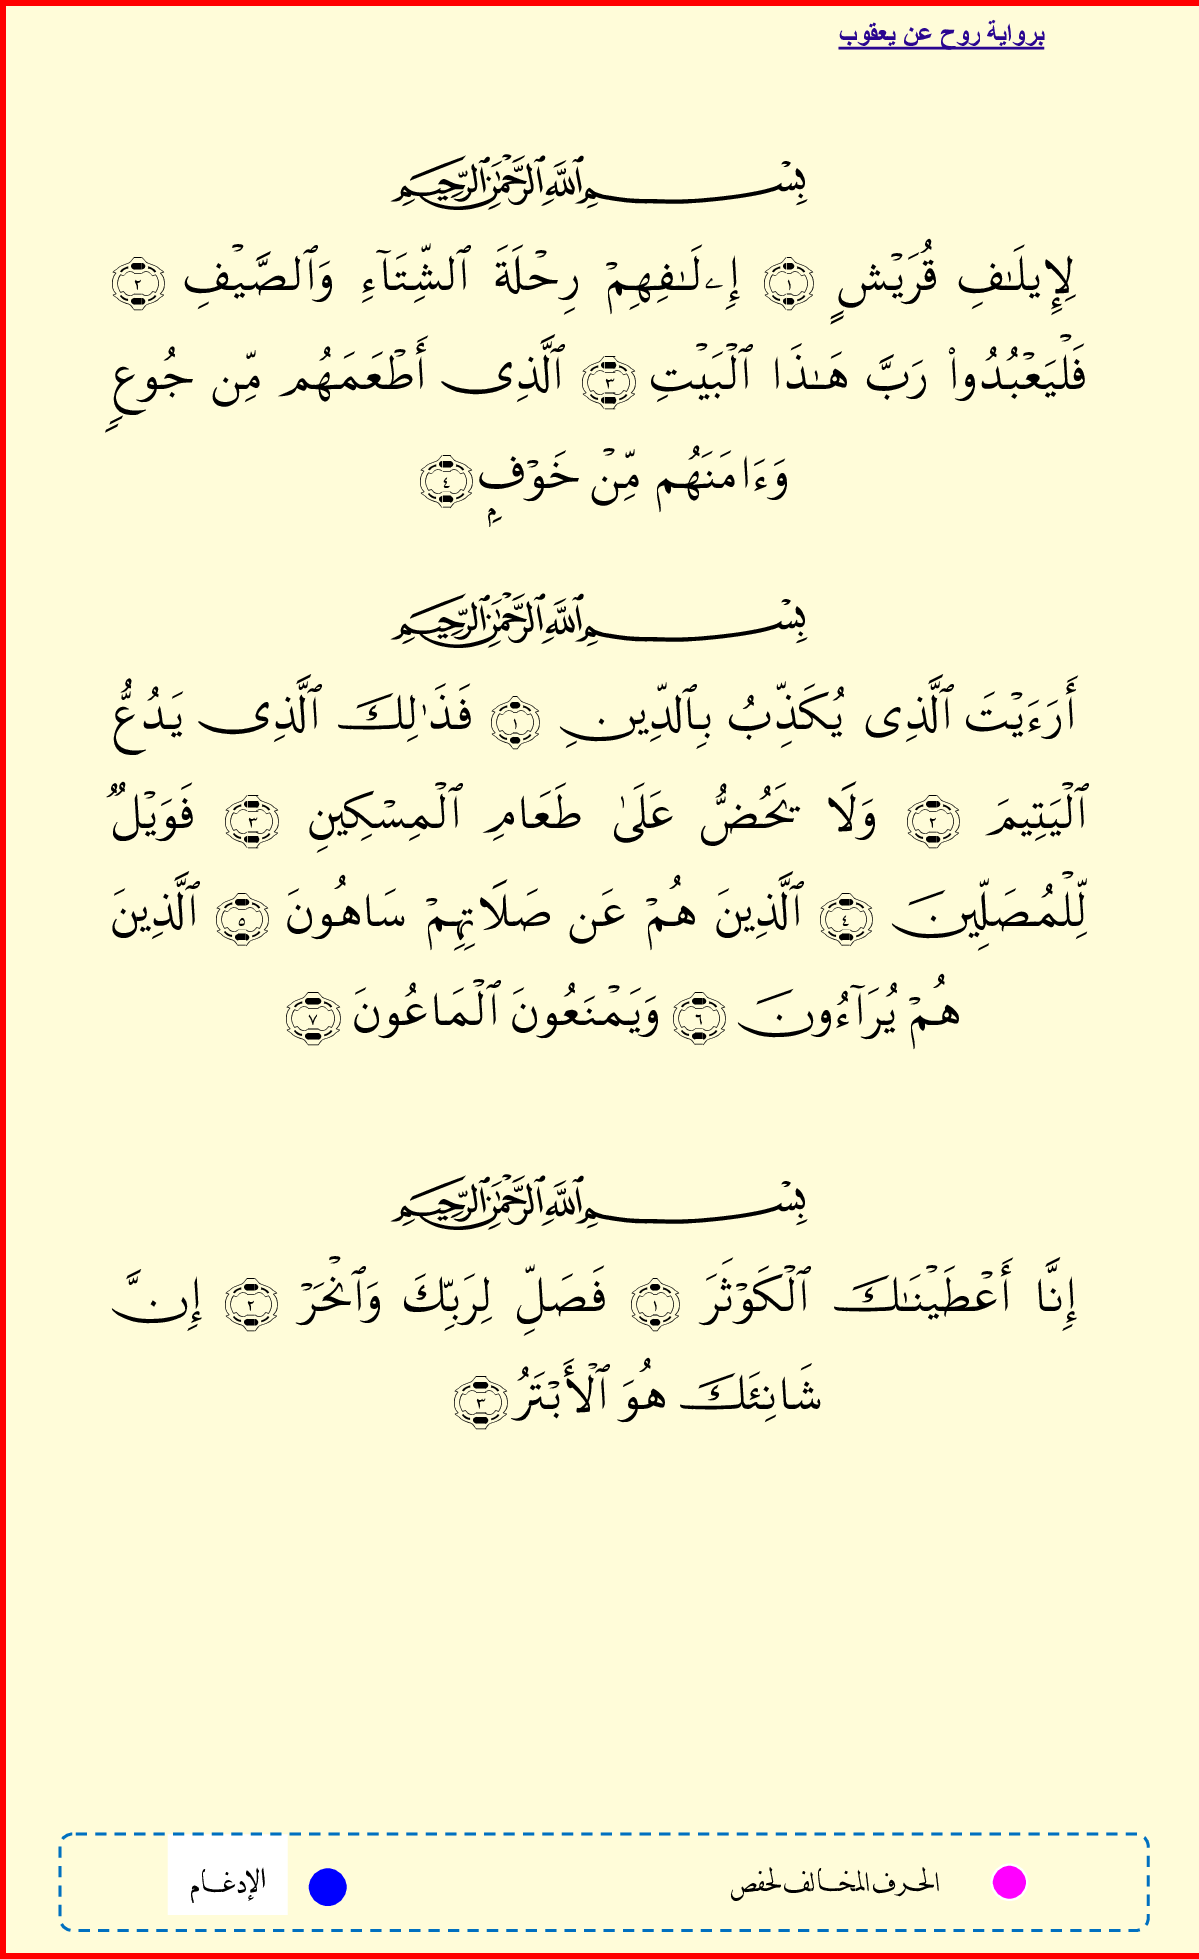 برواية روح عن يعقوب
بِسْمِ ٱللَّهِ ٱلرَّحْمَٰنِ ٱلرَّحِيمِ
لِإِيلَٰفِ قُرَيْشٍ ١ إِۦلَٰفِهِمْ رِحْلَةَ ٱلشِّتَآءِ وَٱلصَّيْفِ ٢
فَلْيَعْبُدُوا۟ رَبَّ هَٰذَا ٱلْبَيْتِ ٣ ٱلَّذِى أَطْعَمَهُم مِّن جُوعٍ
وَءَامَنَهُم مِّنْ خَوْفٍۭ ٤
بِسْمِ ٱللَّهِ ٱلرَّحْمَٰنِ ٱلرَّحِيمِ
أَرَءَيْتَ ٱلَّذِى يُكَذِّبُ بِٱلدِّينِ ١ فَذَٰلِكَ ٱلَّذِى يَدُعُّ
ٱلْيَتِيمَ ٢ وَلَا يَحُضُّ عَلَىٰ طَعَامِ ٱلْمِسْكِينِ ٣ فَوَيْلٌ
لِّلْمُصَلِّينَ ٤ ٱلَّذِينَ هُمْ عَن صَلَاتِهِمْ سَاهُونَ ٥ ٱلَّذِينَ
هُمْ يُرَآءُونَ ٦ وَيَمْنَعُونَ ٱلْمَاعُونَ ٧
بِسْمِ ٱللَّهِ ٱلرَّحْمَٰنِ ٱلرَّحِيمِ
إِنَّا أَعْطَيْنَٰكَ ٱلْكَوْثَرَ ١ فَصَلِّ لِرَبِّكَ وَٱنْحَرْ ٢ إِنَّ
شَانِئَكَ هُوَ ٱلْأَبْتَرُ ٣
الحرف المخالف لحفص الإدغام